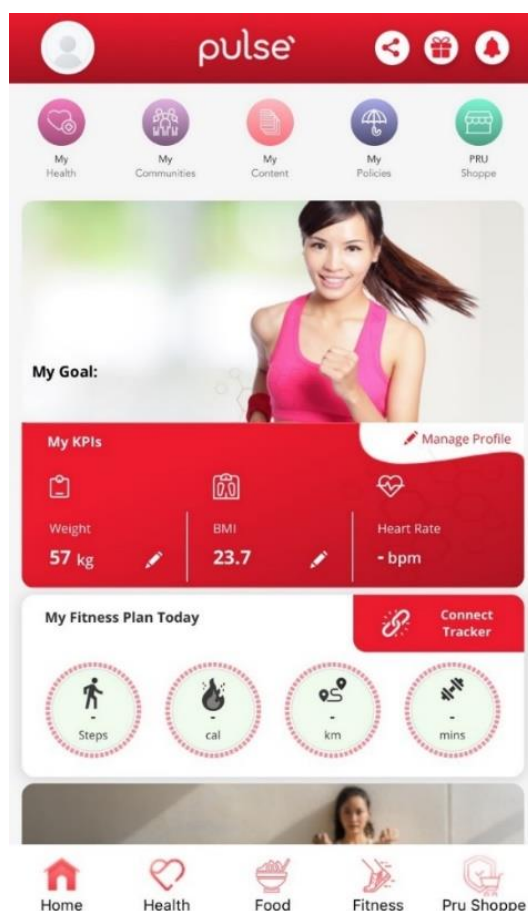 pulse
My
Health
My
Communities
My
Content
My
Policies
PRU
Shoppe
My Goal:
My KPIs
Manage Profile
Weight
57 kg
BMI
23.7
Heart Rate
- bpm
My Fitness Plan Today
Connect
Tracker
-
Steps
-
cal
-
km
-
mins
Home
Health
Food
Fitness
Pru Shoppe